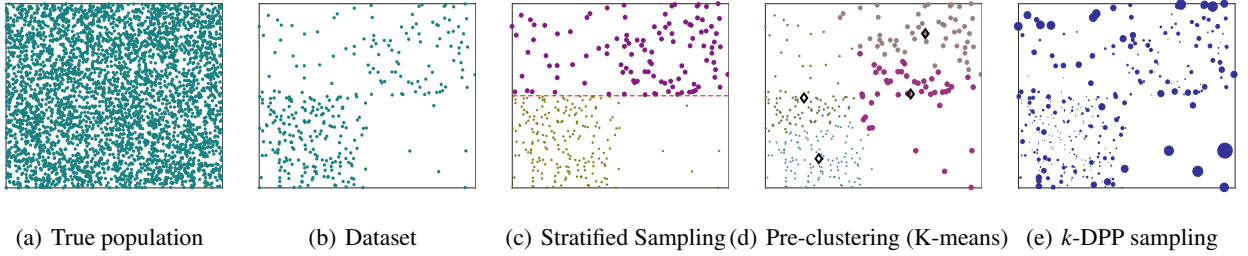 (a) True population
(b) Dataset
(c) Stratified Sampling
(d) Pre-clustering (K-means)
(e) k-DPP sampling